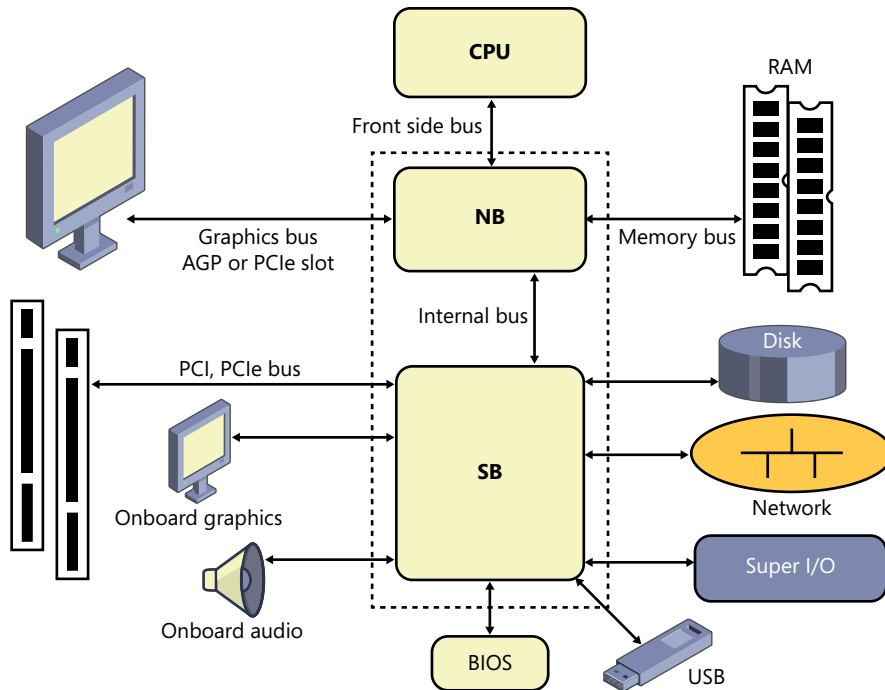 CPU
RAM
Front side bus
NB
Graphics bus
AGP or PCIe slot
Memory bus
Internal bus
Disk
PCI, PCIe bus
SB
Onboard graphics
Network
Super I/O
Onboard audio
BIOS
USB